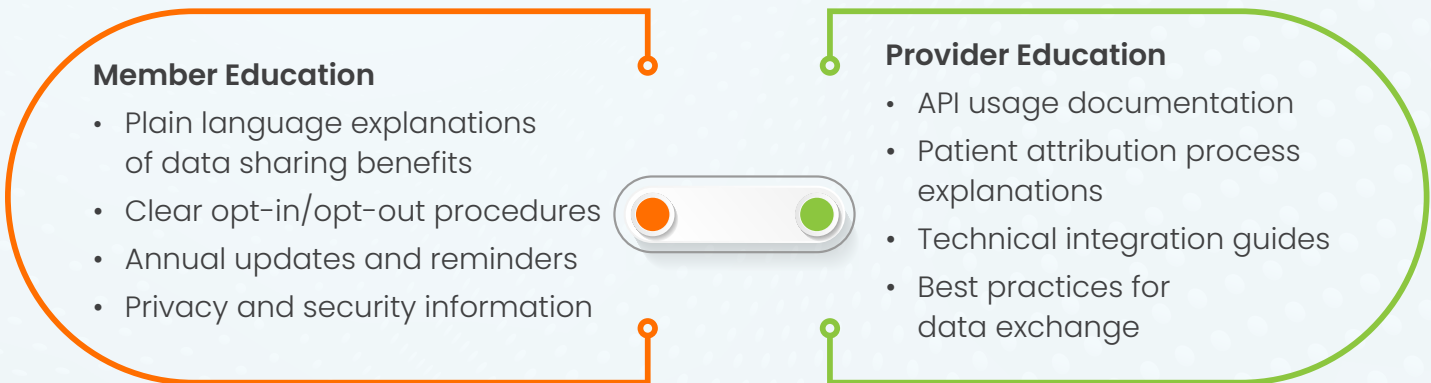 Member Education
• Plain language explanations
of data sharing benefits
• Clear opt-in/opt-out procedures
• Annual updates and reminders
• Privacy and security information
Provider Education
• API usage documentation
• Patient attribution process
explanations
• Technical integration guides
• Best practices for
data exchange